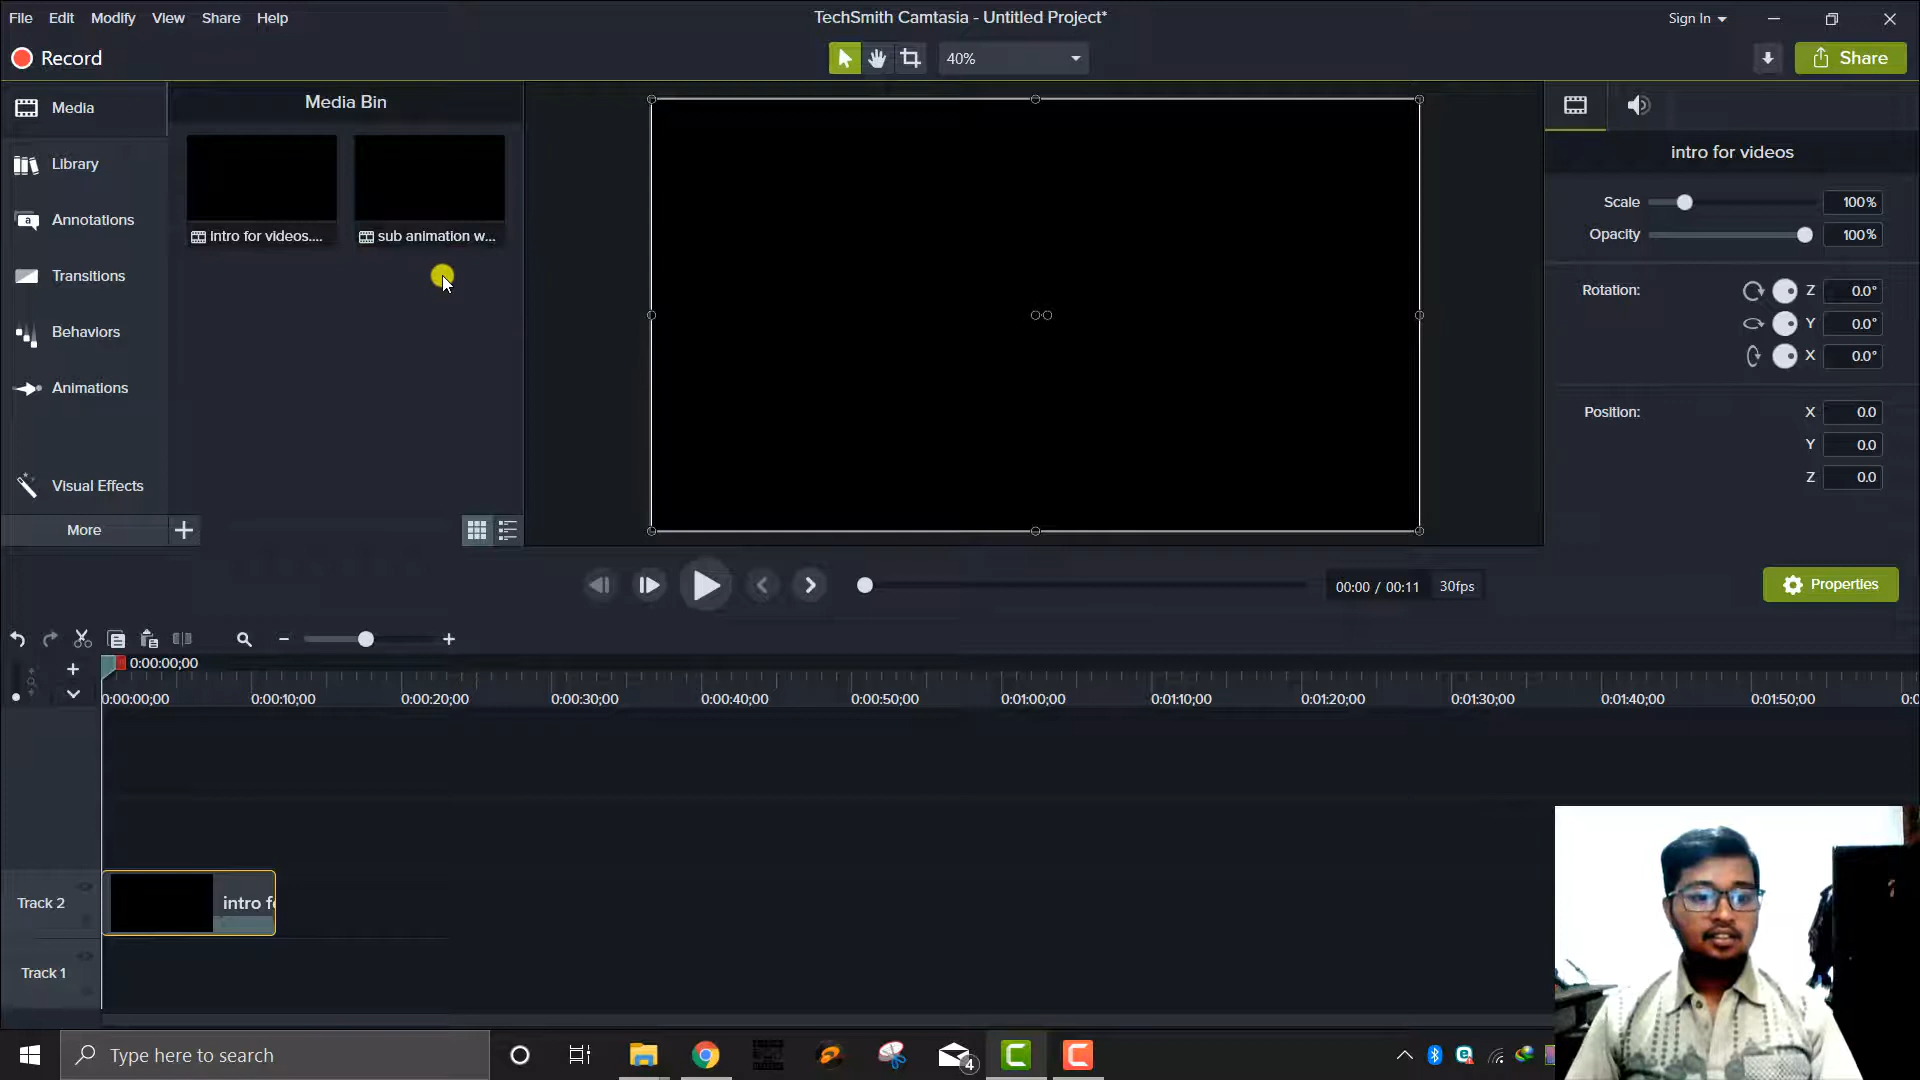 File Edit Modify View Share Help
TechSmith Camtasia - Untitled Project*
Sign In
Record
40%
Share
Media
Library
Annotations
Transitions
Behaviors
Animations
Visual Effects
More
Media Bin
intro for videos....
sub animation w...
intro for videos
Scale 100%
Opacity 100%
Rotation: Z 0.0°
Y 0.0°
X 0.0°
Position: X 0.0
Y 0.0
Z 0.0
00:00 / 00:11 30fps
Properties
0:00:00;00
0:00:00;00 0:00:10;00 0:00:20;00 0:00:30;00 0:00:40;00 0:00:50;00 0:01:00;00 0:01:10;00 0:01:20;00 0:01:30;00 0:01:40;00 0:01:50;00
Track 2
intro fo
Track 1
Type here to search
4